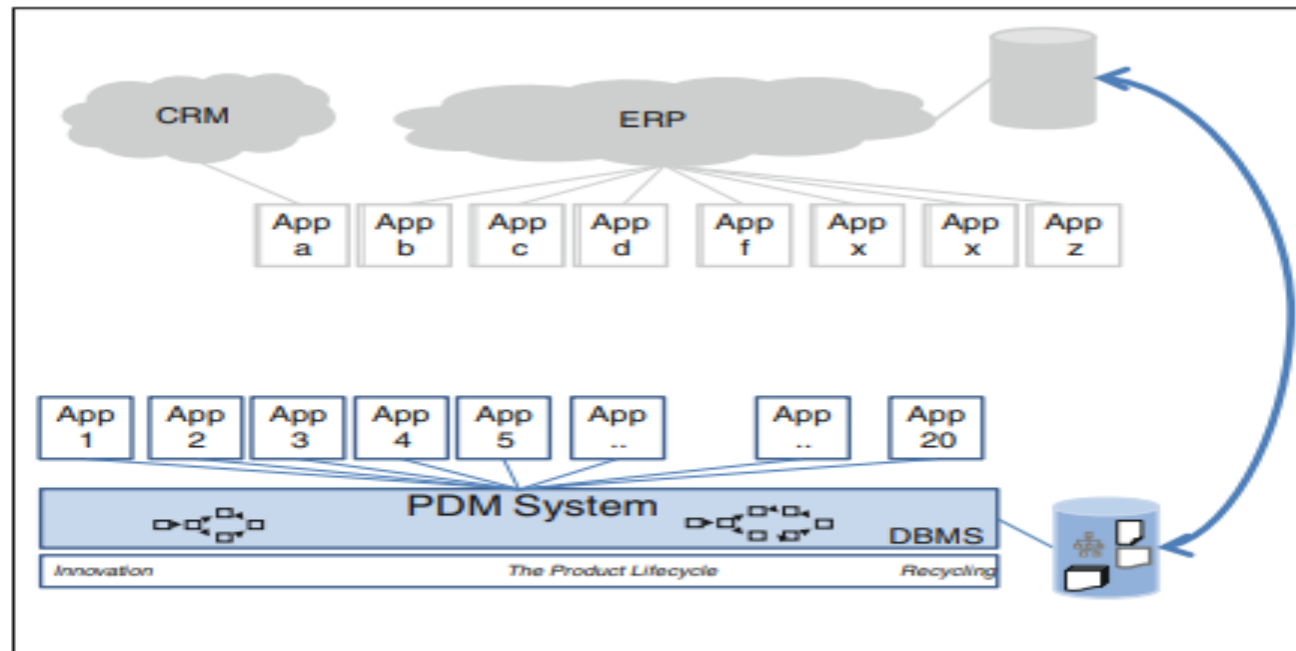 CRM
ERP
App a
App b
App c
App d
App f
App x
App x
App z
App 1
App 2
App 3
App 4
App 5
App ..
App ..
App 20
PDM System
DBMS
Innovation
The Product Lifecycle
Recycling